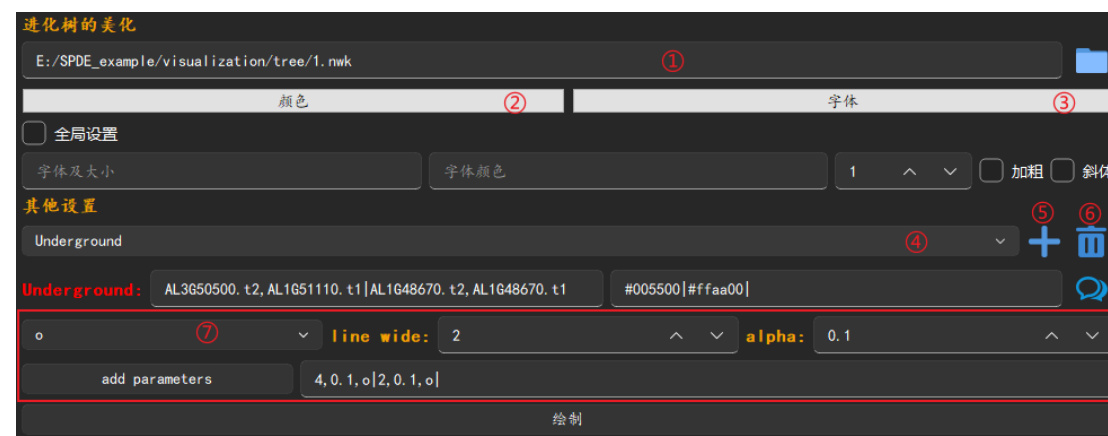 进化树的美化
E:/SPDE_example/visualization/tree/1.nwk ①
颜色 ② 字体 ③
全局设置
字体及大小 字体颜色 1 加粗 斜体
其他设置 ⑤ ⑥
Underground ④
Underground: AL3G50500.t2,AL1G51110.t1|AL1G48670.t2,AL1G48670.t1 #005500|#ffaa00|
o ⑦ line wide: 2 alpha: 0.1
add parameters 4,0.1,o|2,0.1,o|
绘制